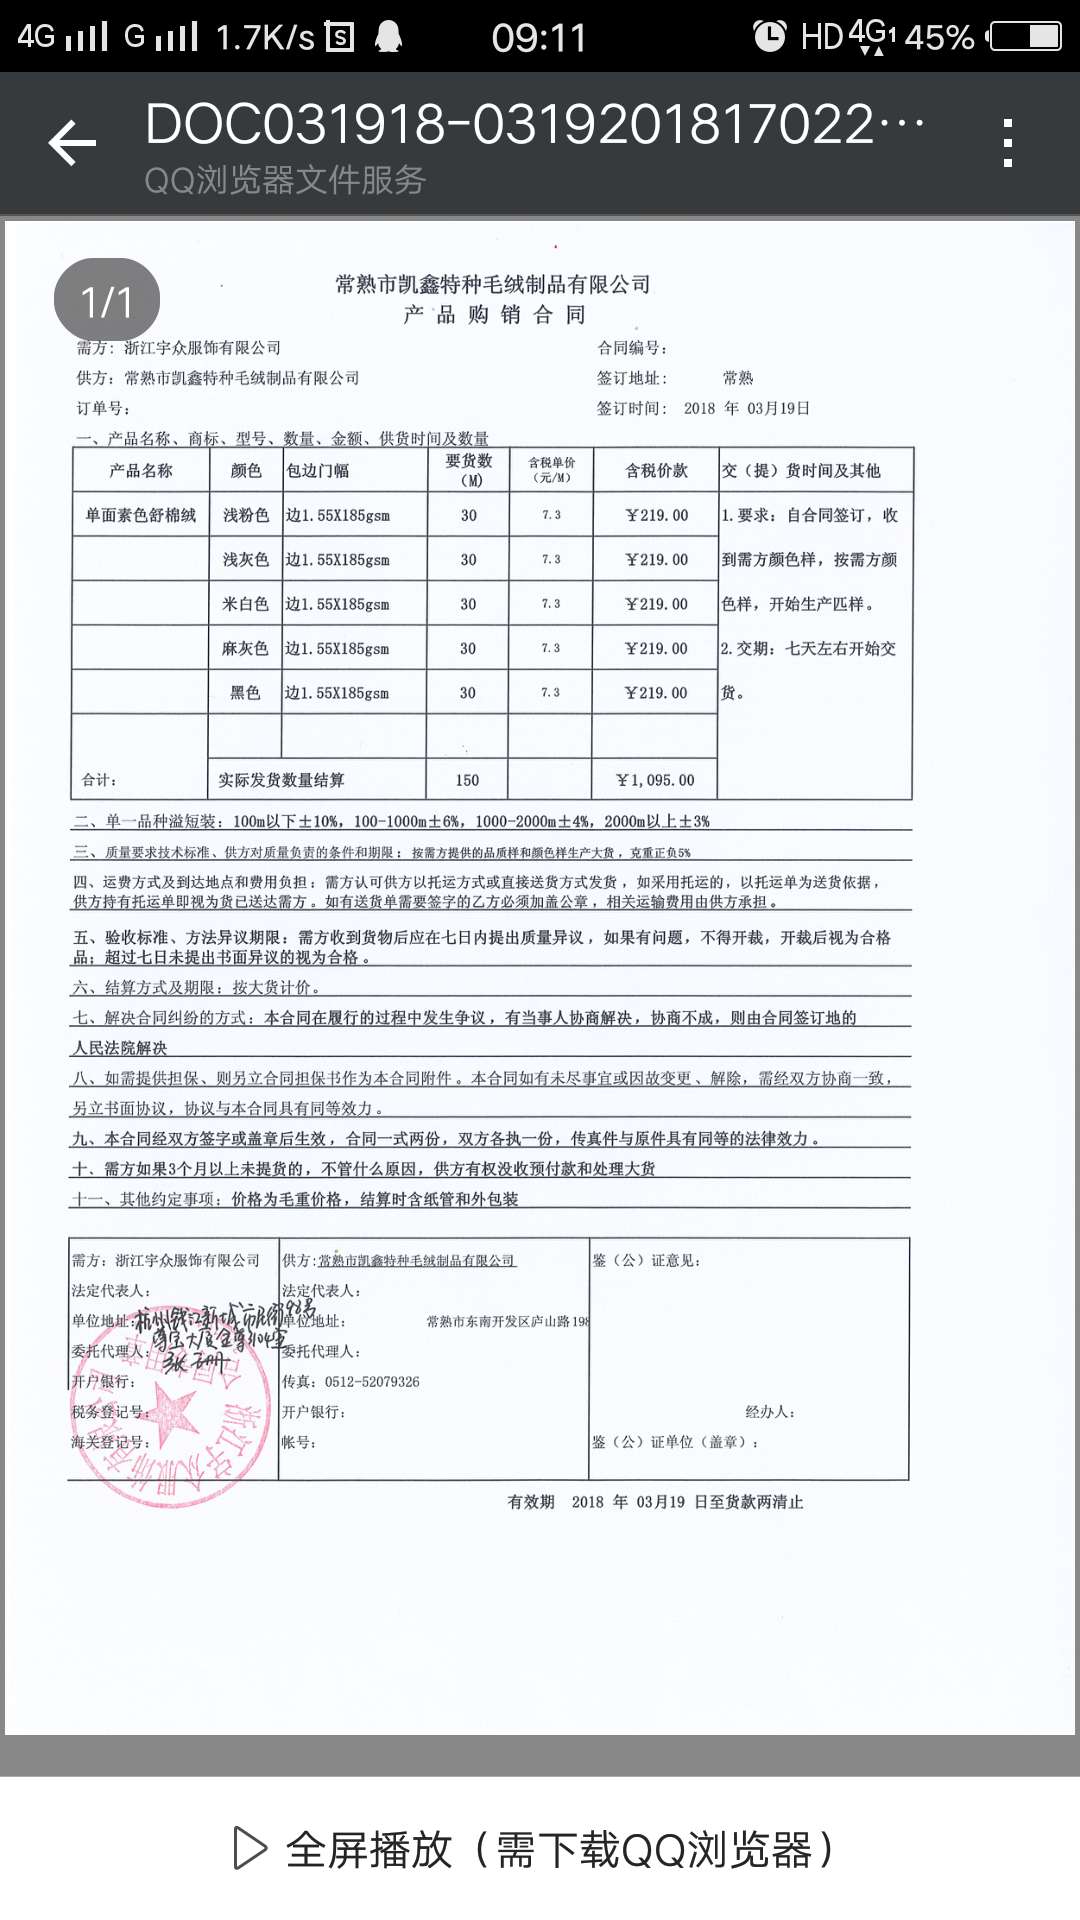 4G G 1.7K/s S 09:11 HD 4G1 45%
DOC031918-0319201817022···
QQ浏览器文件服务
1/1
常熟市凯鑫特种毛绒制品有限公司
产品购销合同
需方：浙江宇众服饰有限公司 合同编号：
供方：常熟市凯鑫特种毛绒制品有限公司 签订地址： 常熟
订单号： 签订时间： 2018 年 03月19日
一、产品名称、商标、型号、数量、金额、供货时间及数量
产品名称 颜色 包边门幅 要货数（M） 含税单价（元/M） 含税价款 交（提）货时间及其他
单面素色舒棉绒 浅粉色 边1.55X185gsm 30 7.3 ￥219.00 1.要求：自合同签订，收
浅灰色 边1.55X185gsm 30 7.3 ￥219.00 到需方颜色样，按需方颜
米白色 边1.55X185gsm 30 7.3 ￥219.00 色样，开始生产匹样。
麻灰色 边1.55X185gsm 30 7.3 ￥219.00 2.交期：七天左右开始交
黑色 边1.55X185gsm 30 7.3 ￥219.00 货。
合计： 实际发货数量结算 150 ￥1,095.00
二、单一品种溢短装：100m以下±10%，100-1000m±6%，1000-2000m±4%，2000m以上±3%
三、质量要求技术标准、供方对质量负责的条件和期限：按需方提供的品质样和颜色样生产大货，克重正负5%
四、运费方式及到达地点和费用负担：需方认可供方以托运方式或直接送货方式发货，如采用托运的，以托运单为送货依据，
供方持有托运单即视为货已送达需方。如有送货单需要签字的乙方必须加盖公章，相关运输费用由供方承担。
五、验收标准、方法异议期限：需方收到货物后应在七日内提出质量异议，如果有问题，不得开裁，开裁后视为合格
品；超过七日未提出书面异议的视为合格。
六、结算方式及期限：按大货计价。
七、解决合同纠纷的方式：本合同在履行的过程中发生争议，有当事人协商解决，协商不成，则由合同签订地的
人民法院解决
八、如需提供担保、则另立合同担保书作为本合同附件。本合同如有未尽事宜或因故变更、解除，需经双方协商一致，
另立书面协议，协议与本合同具有同等效力。
九、本合同经双方签字或盖章后生效，合同一式两份，双方各执一份，传真件与原件具有同等的法律效力。
十、需方如果3个月以上未提货的，不管什么原因，供方有权没收预付款和处理大货
十一、其他约定事项：价格为毛重价格，结算时含纸管和外包装
需方：浙江宇众服饰有限公司 供方:常熟市凯鑫特种毛绒制品有限公司 鉴（公）证意见：
法定代表人： 法定代表人：
单位地址：杭州钱江新城市民街98号 单位地址： 常熟市东南开发区庐山路198
尊宝大厦金尊3104室
委托代理人： 委托代理人：
开户银行： 传真：0512-52079326
税务登记号： 开户银行： 经办人：
海关登记号： 帐号： 鉴（公）证单位（盖章）：
浙江宇众服饰有限公司
有效期 2018 年 03月19 日至货款两清止
全屏播放（需下载QQ浏览器）